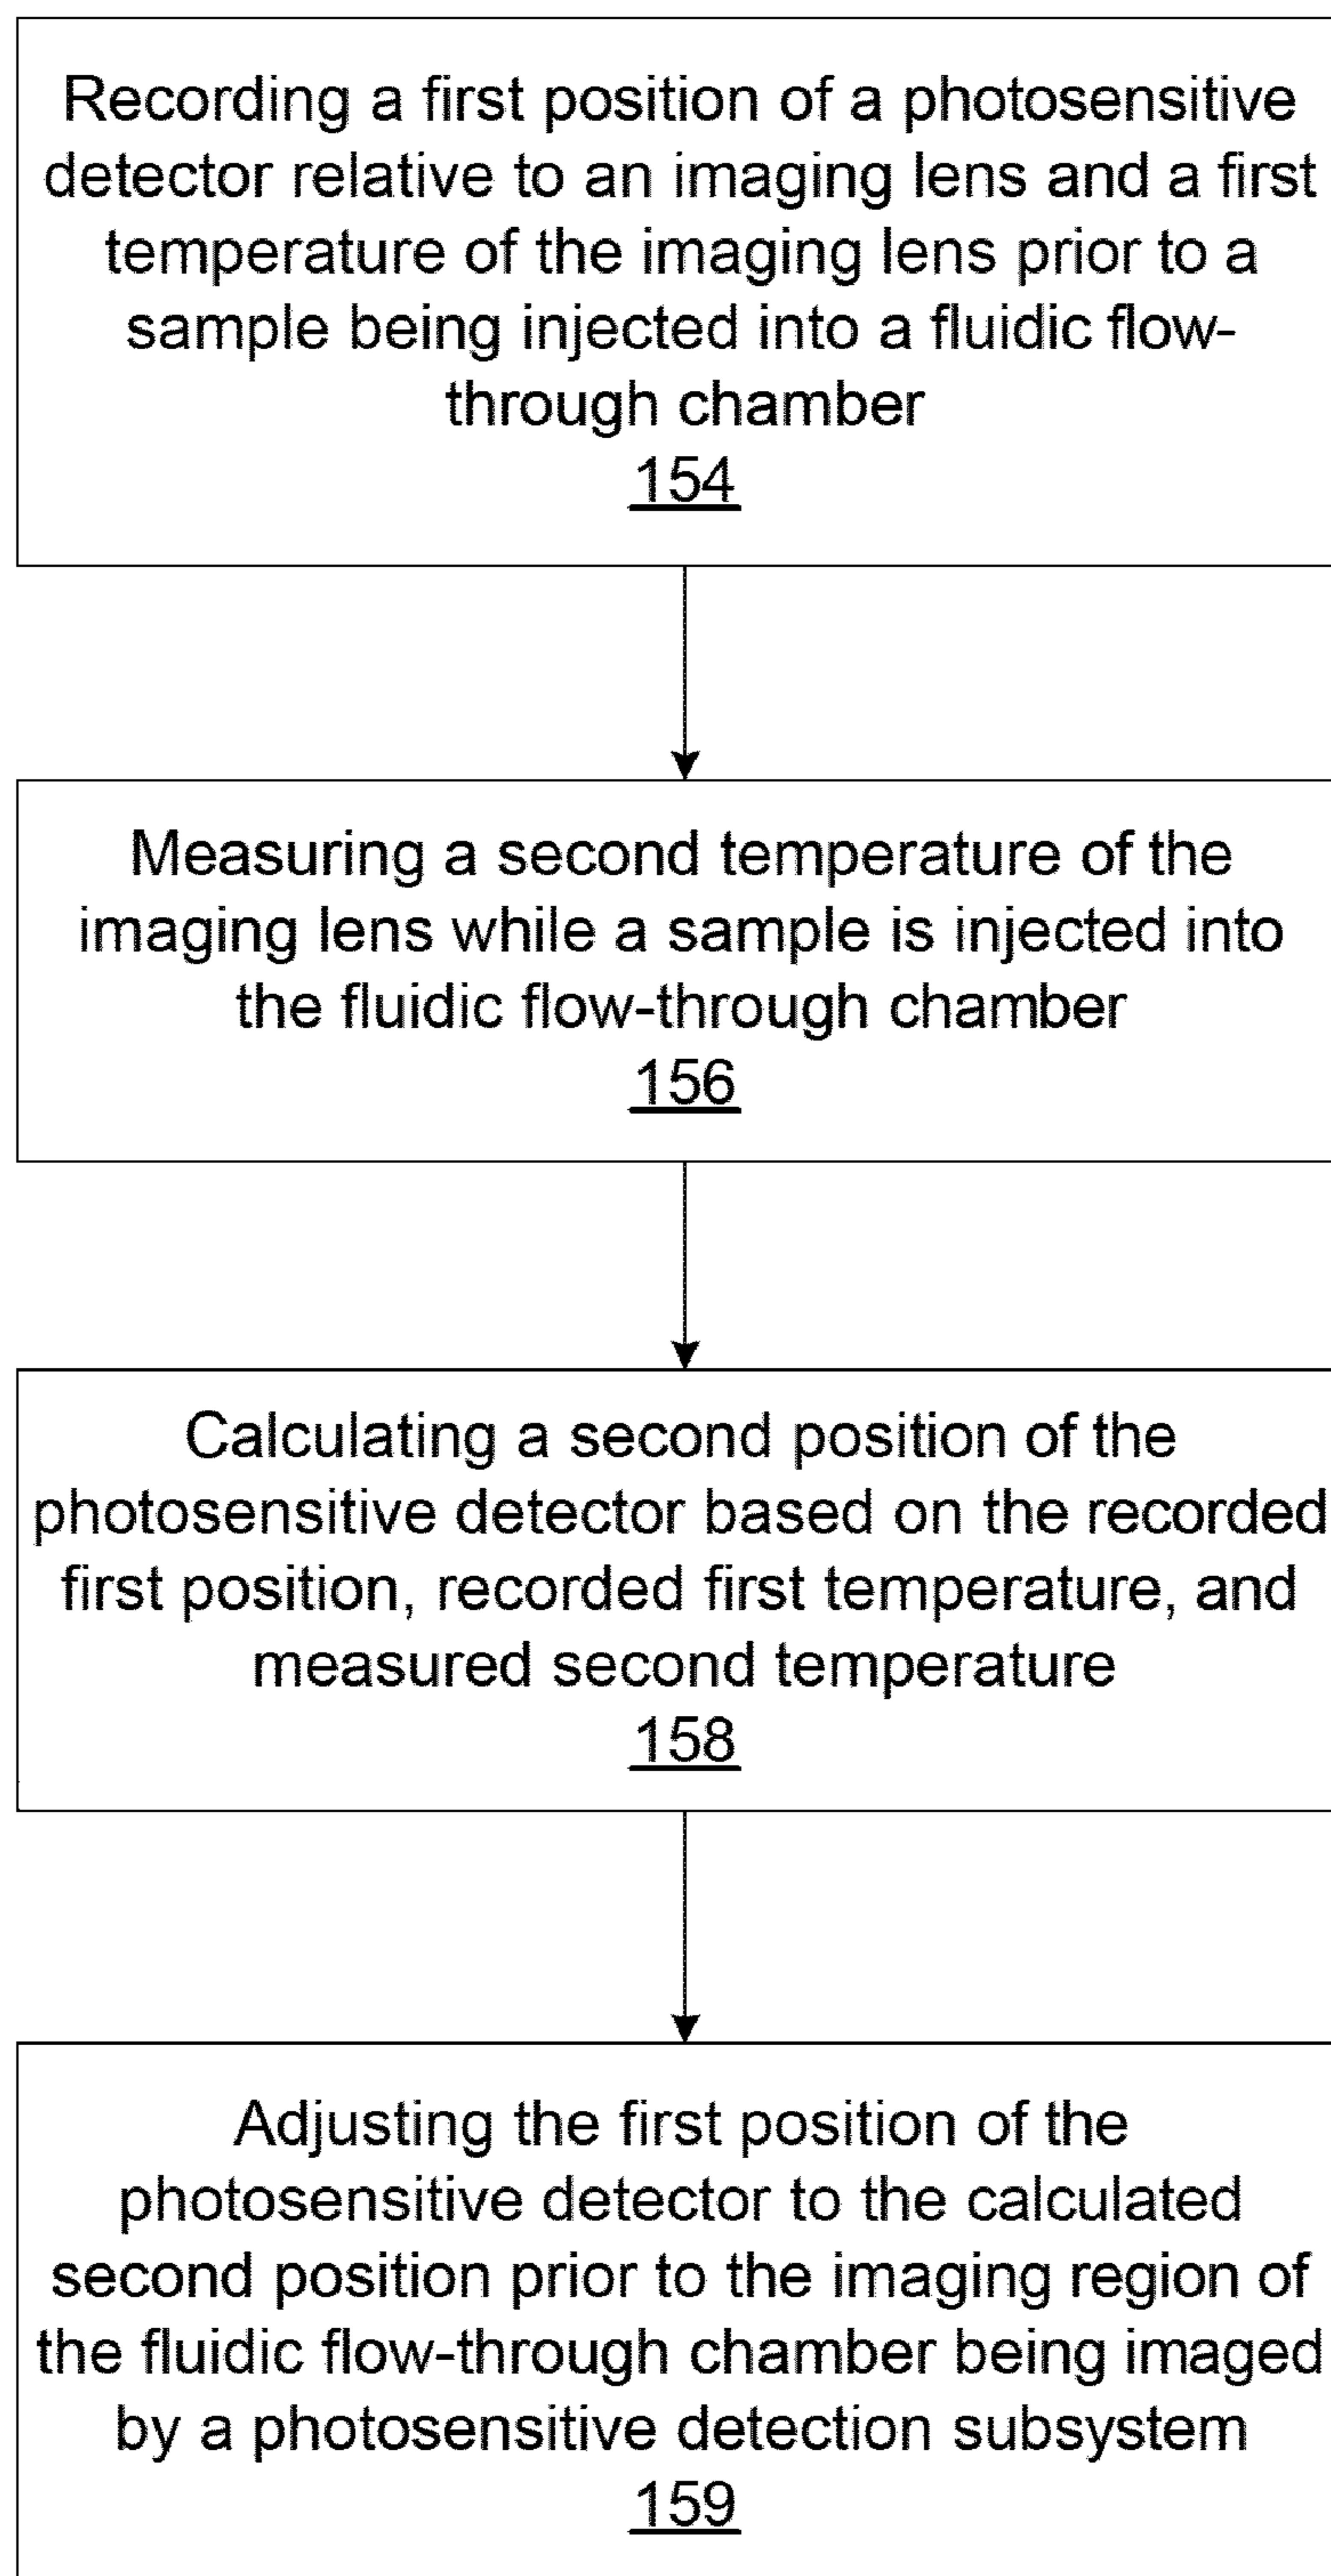 Recording a first position of a photosensitive
detector relative to an imaging lens and a first
temperature of the imaging lens prior to a
sample being injected into a fluidic flow-
through chamber
154
Measuring a second temperature of the
imaging lens while a sample is injected into
the fluidic flow-through chamber
156
Calculating a second position of the
photosensitive detector based on the recorded
first position, recorded first temperature, and
measured second temperature
158
Adjusting the first position of the
photosensitive detector to the calculated
second position prior to the imaging region of
the fluidic flow-through chamber being imaged
by a photosensitive detection subsystem
159